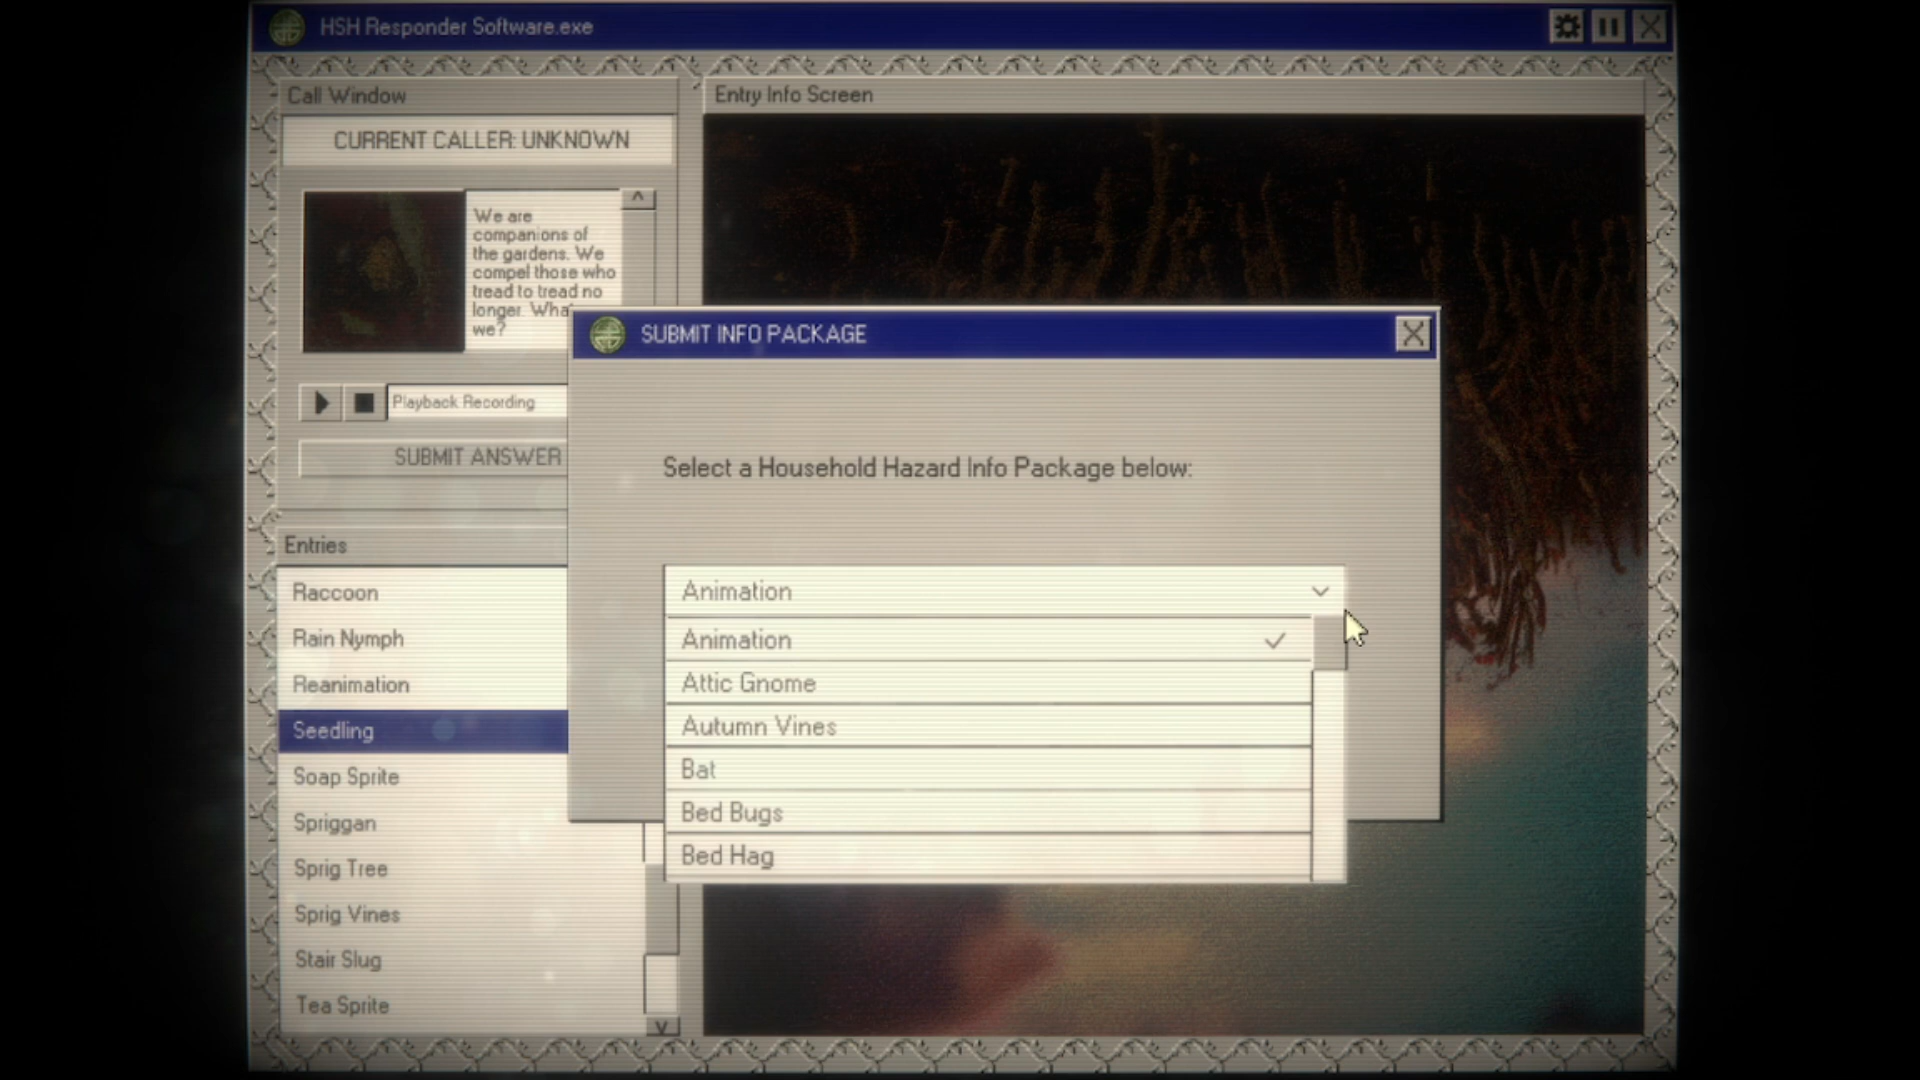 HSH Responder Software.exe
Call Window
CURRENT CALLER: UNKNOWN
We are
companions of
the gardens. We
compel those who
tread to tread no
longer.
we?
Playback Recording
SUBMIT ANSWER
Entries
Raccoon
Rain Nymph
Reanimation
Seedling
Soap Sprite
Spriggan
Sprig Tree
Sprig Vines
Stair Slug
Tea Sprite
Entry Info Screen
SUBMIT INFO PACKAGE
Select a Household Hazard Info Package below:
Animation
Animation
Attic Gnome
Autumn Vines
Bat
Bed Bugs
Bed Hag